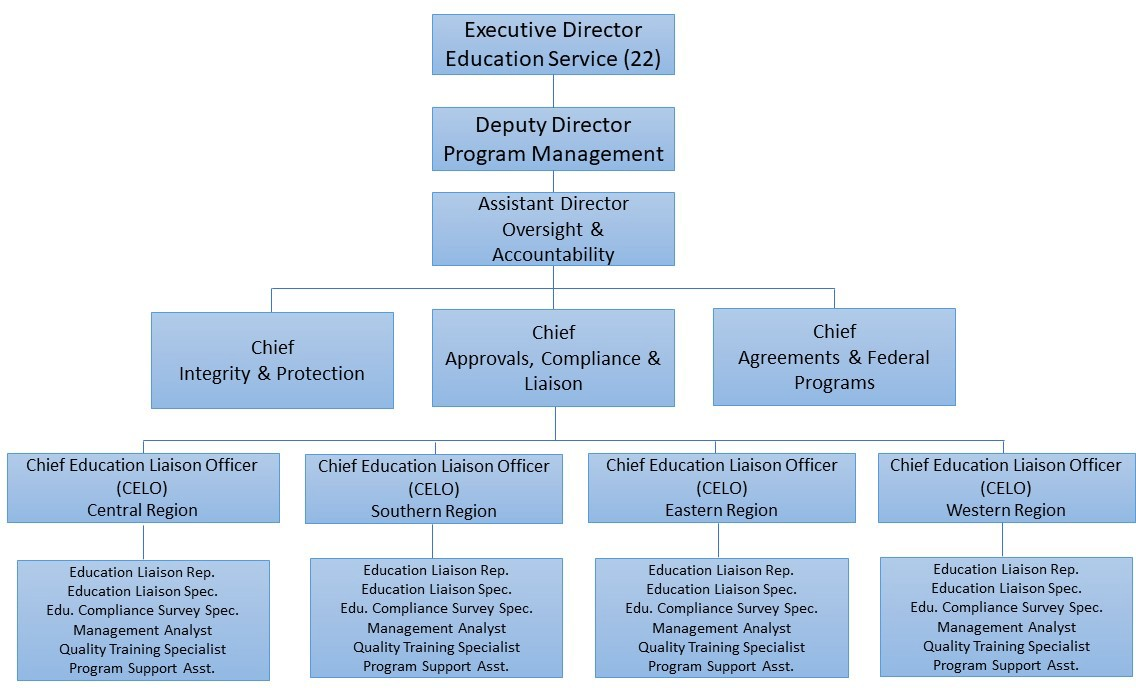 Executive Director
Education Service (22)
Deputy Director
Program Management
Assistant Director
Oversight &
Accountability
Chief
Integrity & Protection
Chief
Approvals, Compliance &
Liaison
Chief
Agreements & Federal
Programs
Chief Education Liaison Officer
(CELO)
Central Region
Chief Education Liaison Officer
(CELO)
Southern Region
Chief Education Liaison Officer
(CELO)
Eastern Region
Chief Education Liaison Officer
(CELO)
Western Region
Education Liaison Rep.
Education Liaison Spec.
Edu. Compliance Survey Spec.
Management Analyst
Quality Training Specialist
Program Support Asst.
Education Liaison Rep.
Education Liaison Spec.
Edu. Compliance Survey Spec.
Management Analyst
Quality Training Specialist
Program Support Asst.
Education Liaison Rep.
Education Liaison Spec.
Edu. Compliance Survey Spec.
Management Analyst
Quality Training Specialist
Program Support Asst.
Education Liaison Rep.
Education Liaison Spec.
Edu. Compliance Survey Spec.
Management Analyst
Quality Training Specialist
Program Support Asst.